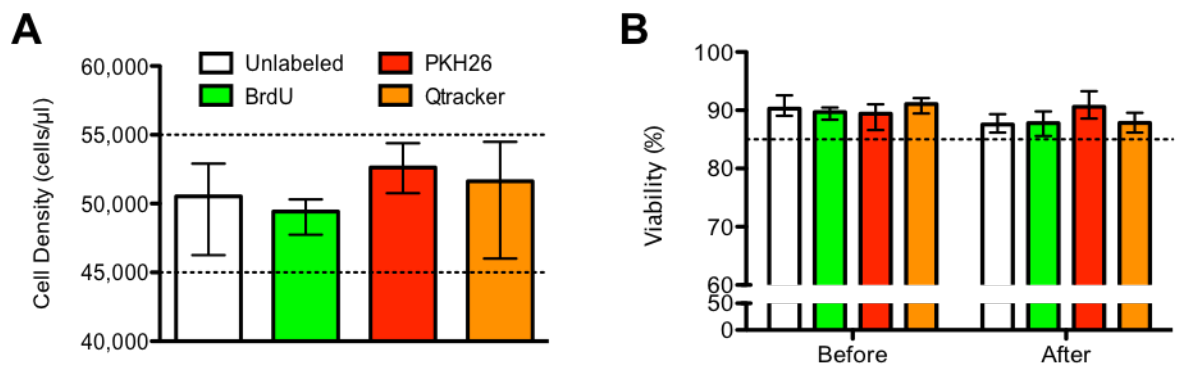 A
Cell Density (cells/µl)
60,000
55,000
50,000
45,000
40,000
Unlabeled
PKH26
BrdU
Qtracker
B
Viability (%)
100
90
80
70
60
50
0
Before
After